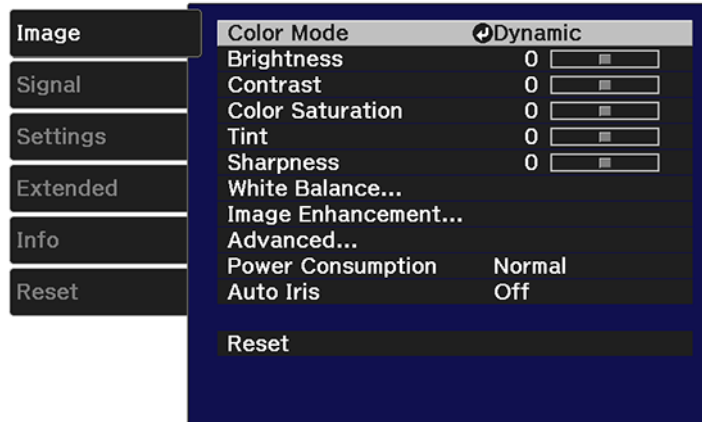 Image
Signal
Settings
Extended
Info
Reset
Color Mode Dynamic
Brightness 0
Contrast 0
Color Saturation 0
Tint 0
Sharpness 0
White Balance...
Image Enhancement...
Advanced...
Power Consumption Normal
Auto Iris Off
Reset